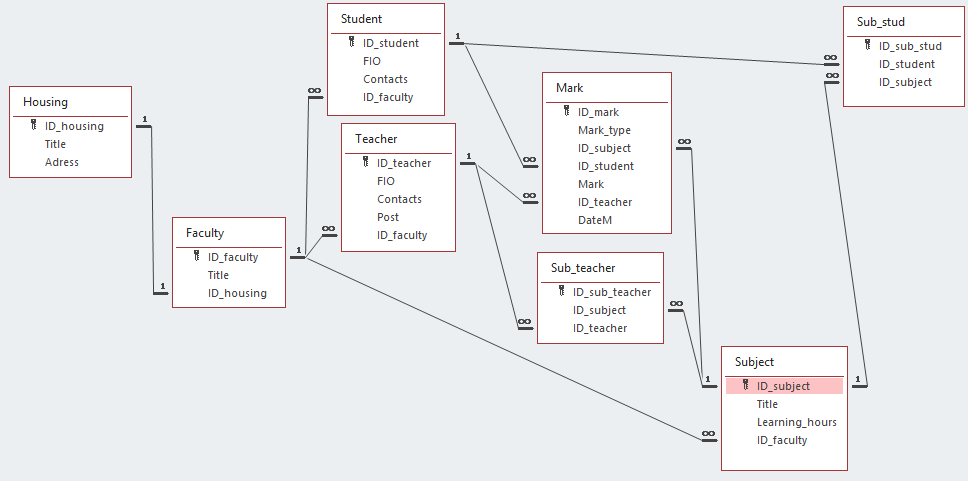 Student
ID_student
FIO
Contacts
ID_faculty
1
∞
Sub_stud
ID_sub_stud
ID_student
ID_subject
∞
∞
Housing
ID_housing
Title
Adress
1
1
Mark
ID_mark
Mark_type
ID_subject
ID_student
Mark
ID_teacher
DateM
∞
∞
∞
Teacher
ID_teacher
FIO
Contacts
Post
ID_faculty
1
∞
Faculty
ID_faculty
Title
ID_housing
1
Sub_teacher
ID_sub_teacher
ID_subject
ID_teacher
∞
∞
Subject
ID_subject
Title
Learning_hours
ID_faculty
1
1
∞